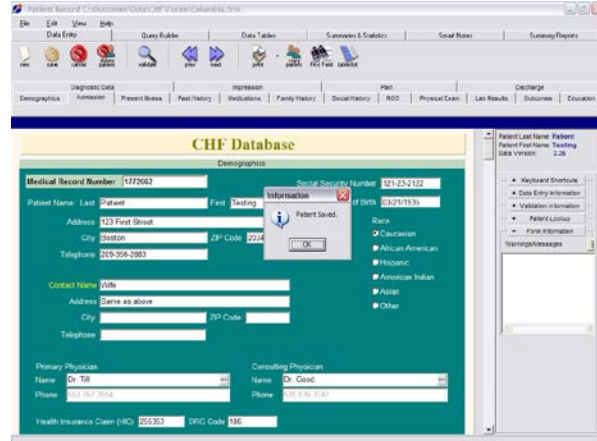 Patient Record C:\Outcomes\Data\CHF\Forms\Columbia.frm
File Edit View Help
Data Entry Query Builder Data Tables Summaries & Statistics Smart Notes Summary Reports
new save cancel delete patient validate prev next print copy patient First Field table list
Diagnostic Data Impression Plan Discharge
Demographics Admission Present Illness Past History Medications Family History Social History ROS Physical Exam Lab Results Outcomes Education
CHF Database
Demographics
Medical Record Number 1772662 Social Security Number 121-23-2122
Patient Name: Last Patient First Testing of Birth 03/21/1935
Address 123 First Street
City Boston ZIP Code
Telephone 209-356-2883
Race
Caucasian
African American
Hispanic
American Indian
Asian
Other
Contact Name Wife
Address Same as above
City ZIP Code
Telephone
Primary Physician Consulting Physician
Name Dr. Till Name Dr. Good
Phone Phone
Health Insurance Claim (HIC) 256353 DRG Code 186
Information
Patient Saved.
OK
Patient Last Name: Patient
Patient First Name: Testing
Data Version: 2.35
+ Keyboard Shortcuts
+ Data Entry Information
+ Validation Information
+ Patient Lookup
- Form Information
Warnings/Messages